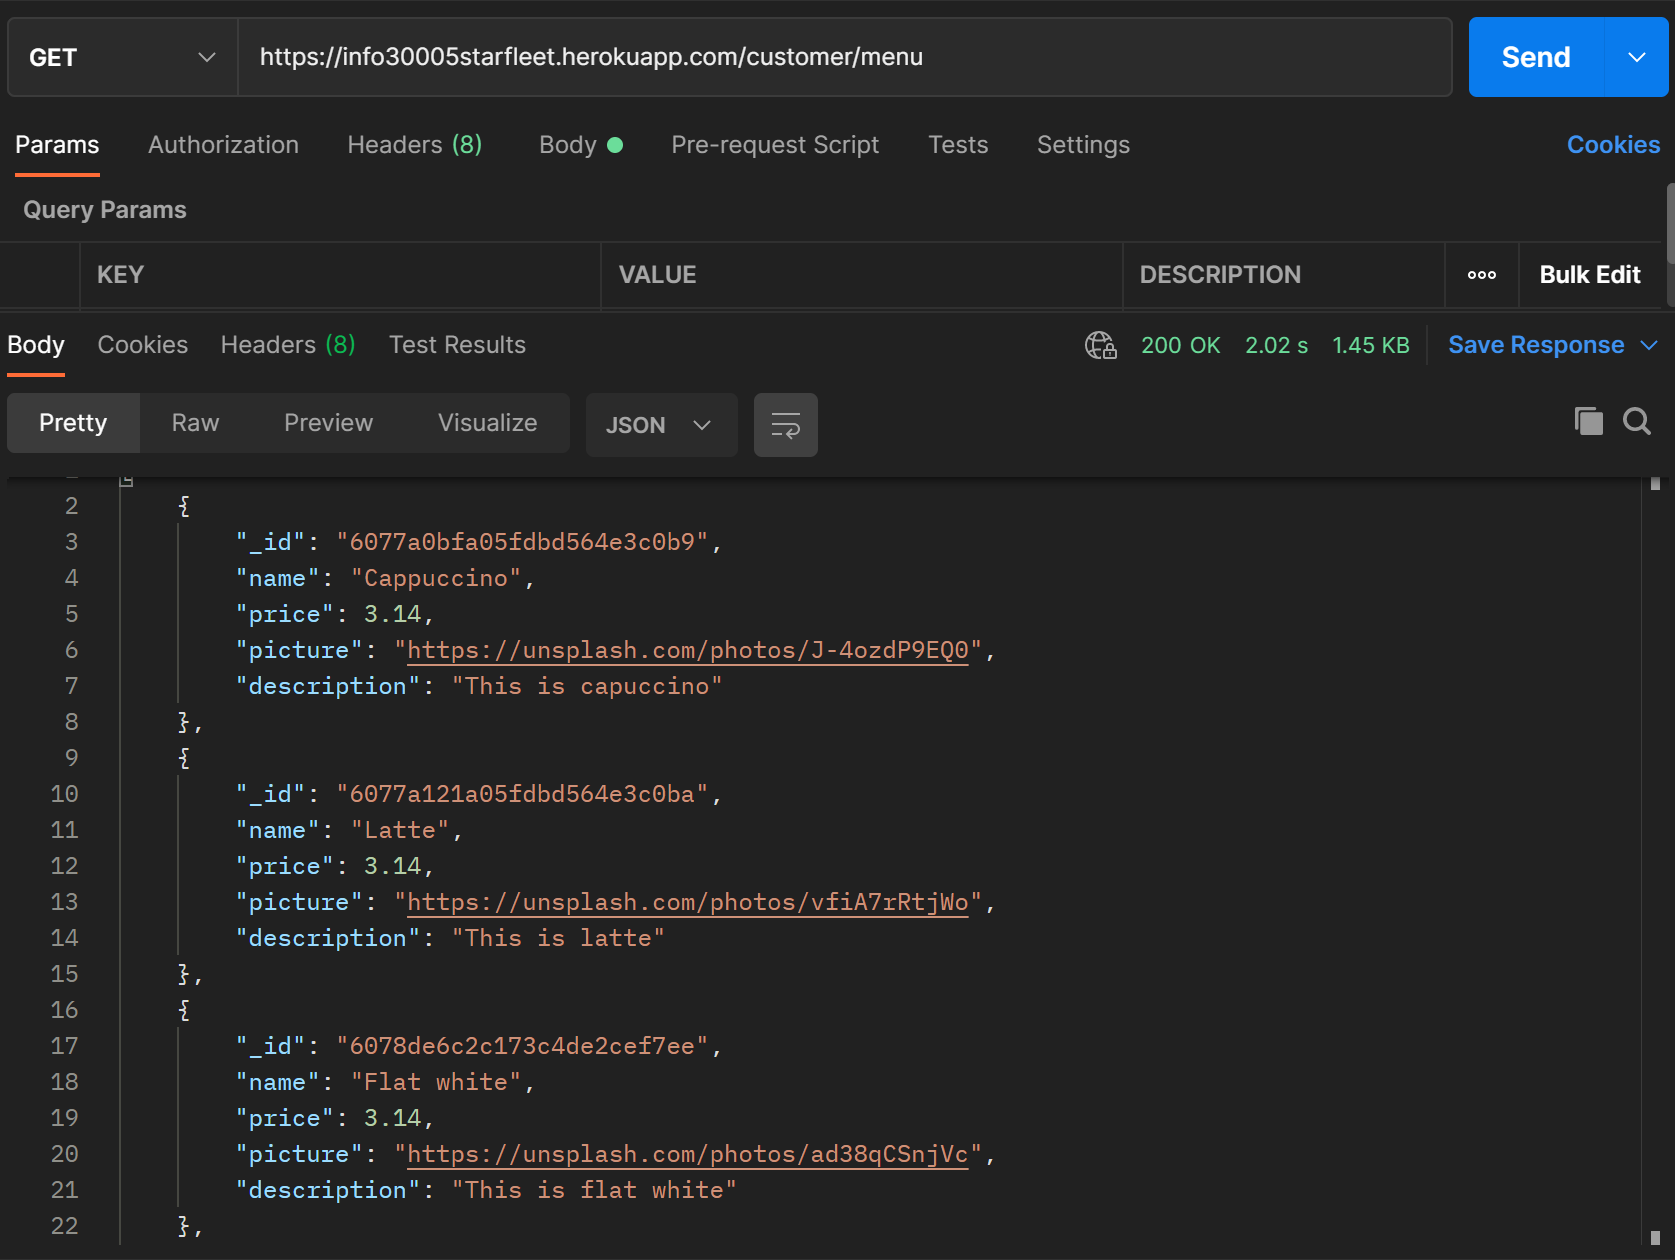 GET https://info30005starfleet.herokuapp.com/customer/menu Send
Params Authorization Headers (8) Body Pre-request Script Tests Settings Cookies
Query Params
KEY VALUE DESCRIPTION ooo Bulk Edit
Body Cookies Headers (8) Test Results 200 OK 2.02 s 1.45 KB Save Response
Pretty Raw Preview Visualize JSON
2 {
3 "_id": "6077a0bfa05fdbd564e3c0b9",
4 "name": "Cappuccino",
5 "price": 3.14,
6 "picture": "https://unsplash.com/photos/J-4ozdP9EQ0",
7 "description": "This is capuccino"
8 },
9 {
10 "_id": "6077a121a05fdbd564e3c0ba",
11 "name": "Latte",
12 "price": 3.14,
13 "picture": "https://unsplash.com/photos/vfiA7rRtjWo",
14 "description": "This is latte"
15 },
16 {
17 "_id": "6078de6c2c173c4de2cef7ee",
18 "name": "Flat white",
19 "price": 3.14,
20 "picture": "https://unsplash.com/photos/ad38qCSnjVc",
21 "description": "This is flat white"
22 },